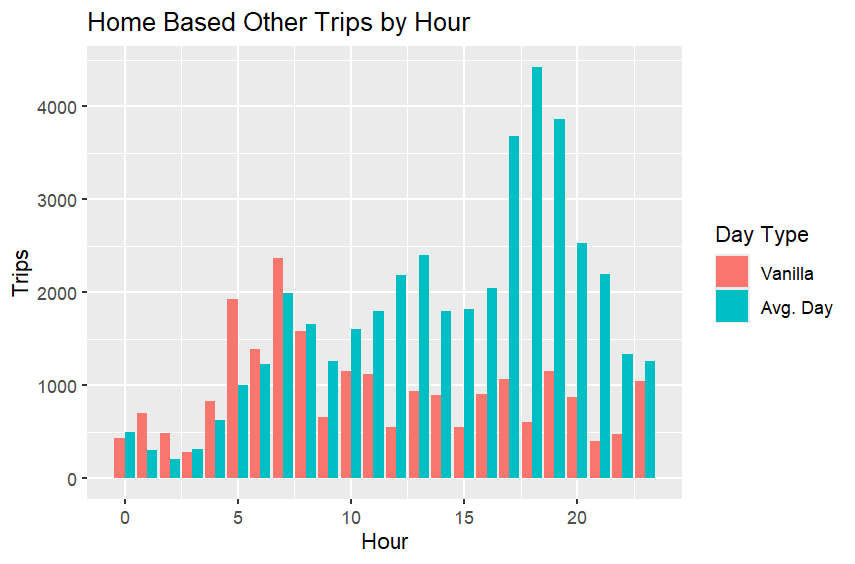 Home Based Other Trips by Hour
4000
3000
2000
1000
0
Trips
0 5 10 15 20
Hour
Day Type
Vanilla
Avg. Day